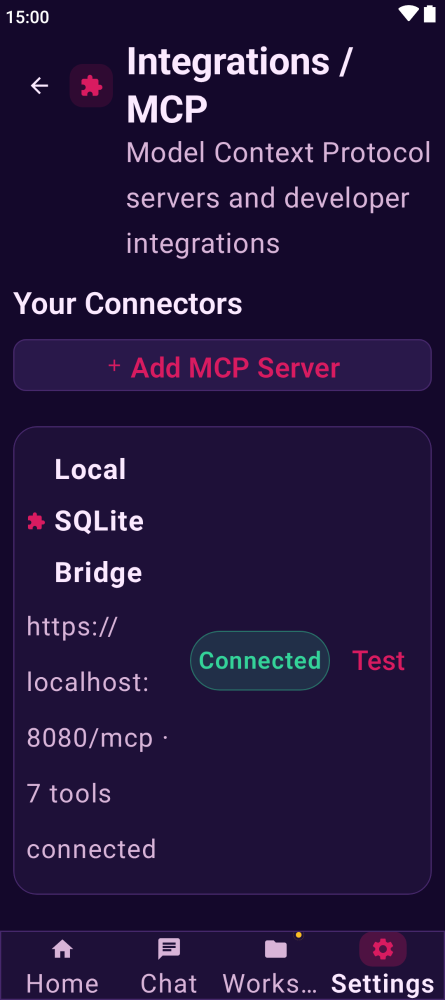 15:00
Integrations /
MCP
Model Context Protocol
servers and developer
integrations
Your Connectors
+ Add MCP Server
Local
SQLite
Bridge
https://
localhost:
8080/mcp ·
7 tools
connected
Connected
Test
Home
Chat
Works...
Settings